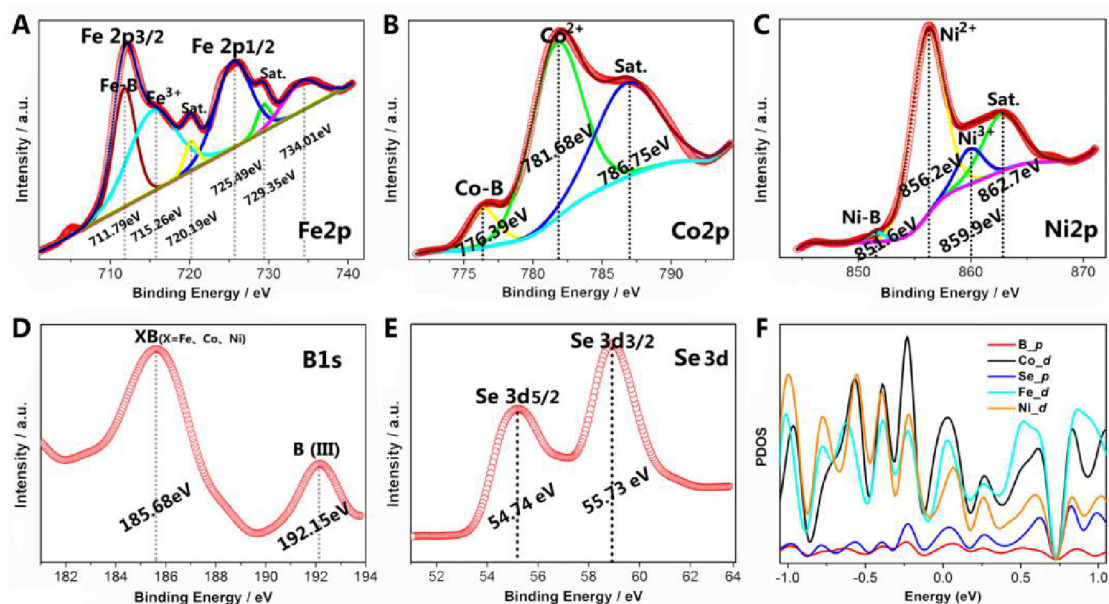 A
Fe 2p3/2
Fe 2p1/2
Fe-B
Fe3+
Sat.
Sat.
711.79eV
715.26eV
720.19eV
725.49eV
729.35eV
734.01eV
Fe2p
710
720
730
740
Binding Energy / eV
Intensity / a.u.
B
Co2+
Sat.
Co-B
776.39eV
781.68eV
786.75eV
Co2p
775
780
785
790
Binding Energy / eV
Intensity / a.u.
C
Ni2+
Sat.
Ni3+
Ni-B
851.6eV
856.2eV
859.9eV
862.7eV
Ni2p
850
860
870
Binding Energy / eV
Intensity / a.u.
D
XB(X=Fe、Co、Ni)
B1s
B (III)
185.68eV
192.15eV
182
184
186
188
190
192
194
Binding Energy / eV
Intensity / a.u.
E
Se 3d3/2
Se 3d
Se 3d5/2
54.74 eV
55.73 eV
52
54
56
58
60
62
64
Binding Energy / eV
Intensity / a.u.
F
B_p
Co_d
Se_p
Fe_d
Ni_d
PDOS
-1.0
-0.5
0.0
0.5
1.0
Energy (eV)